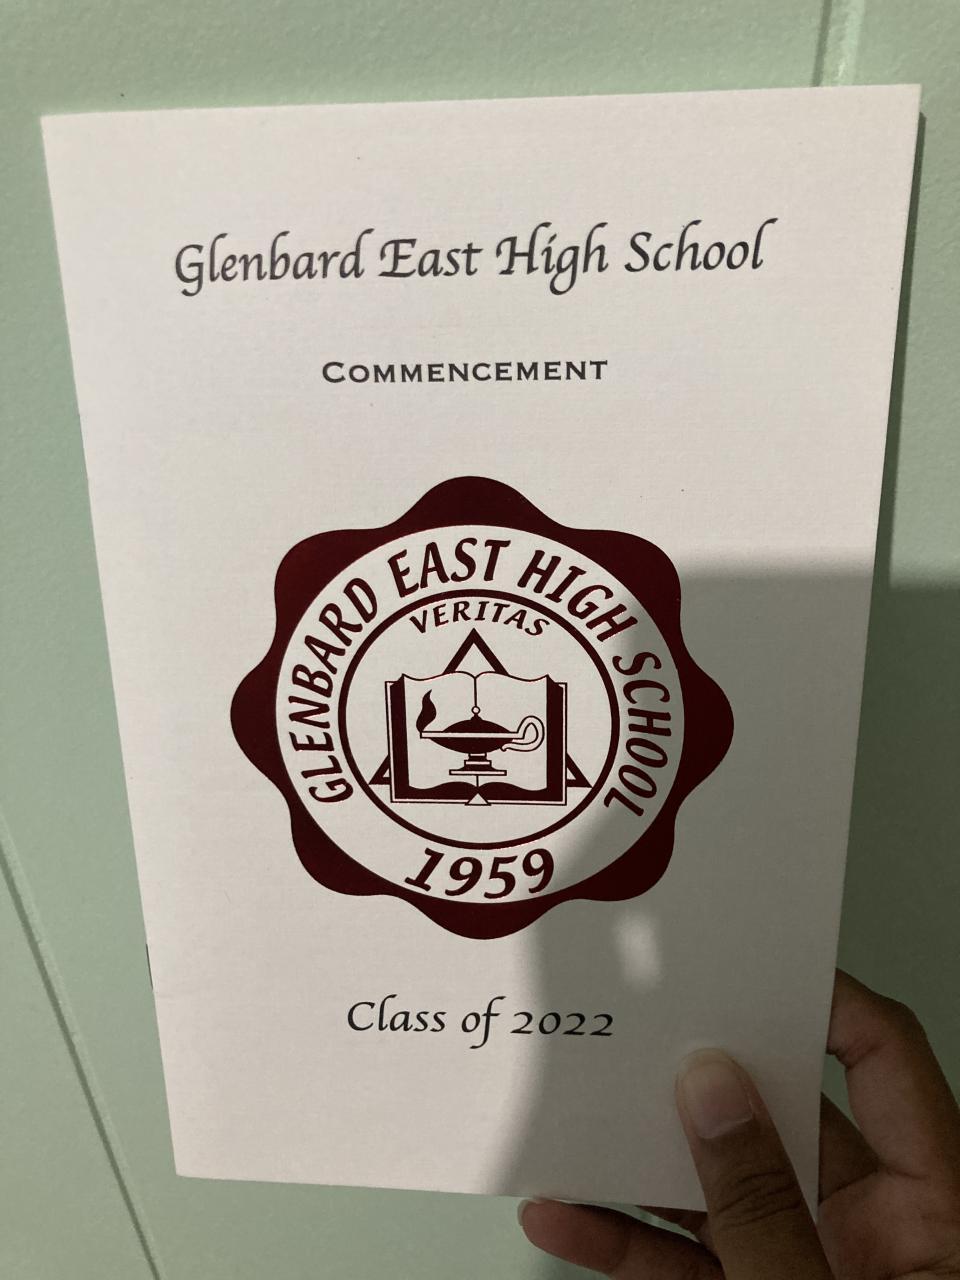 Glenbard East High School
COMMENCEMENT
GLENBARD EAST HIGH SCHOOL
VERITAS
1959
Class of 2022